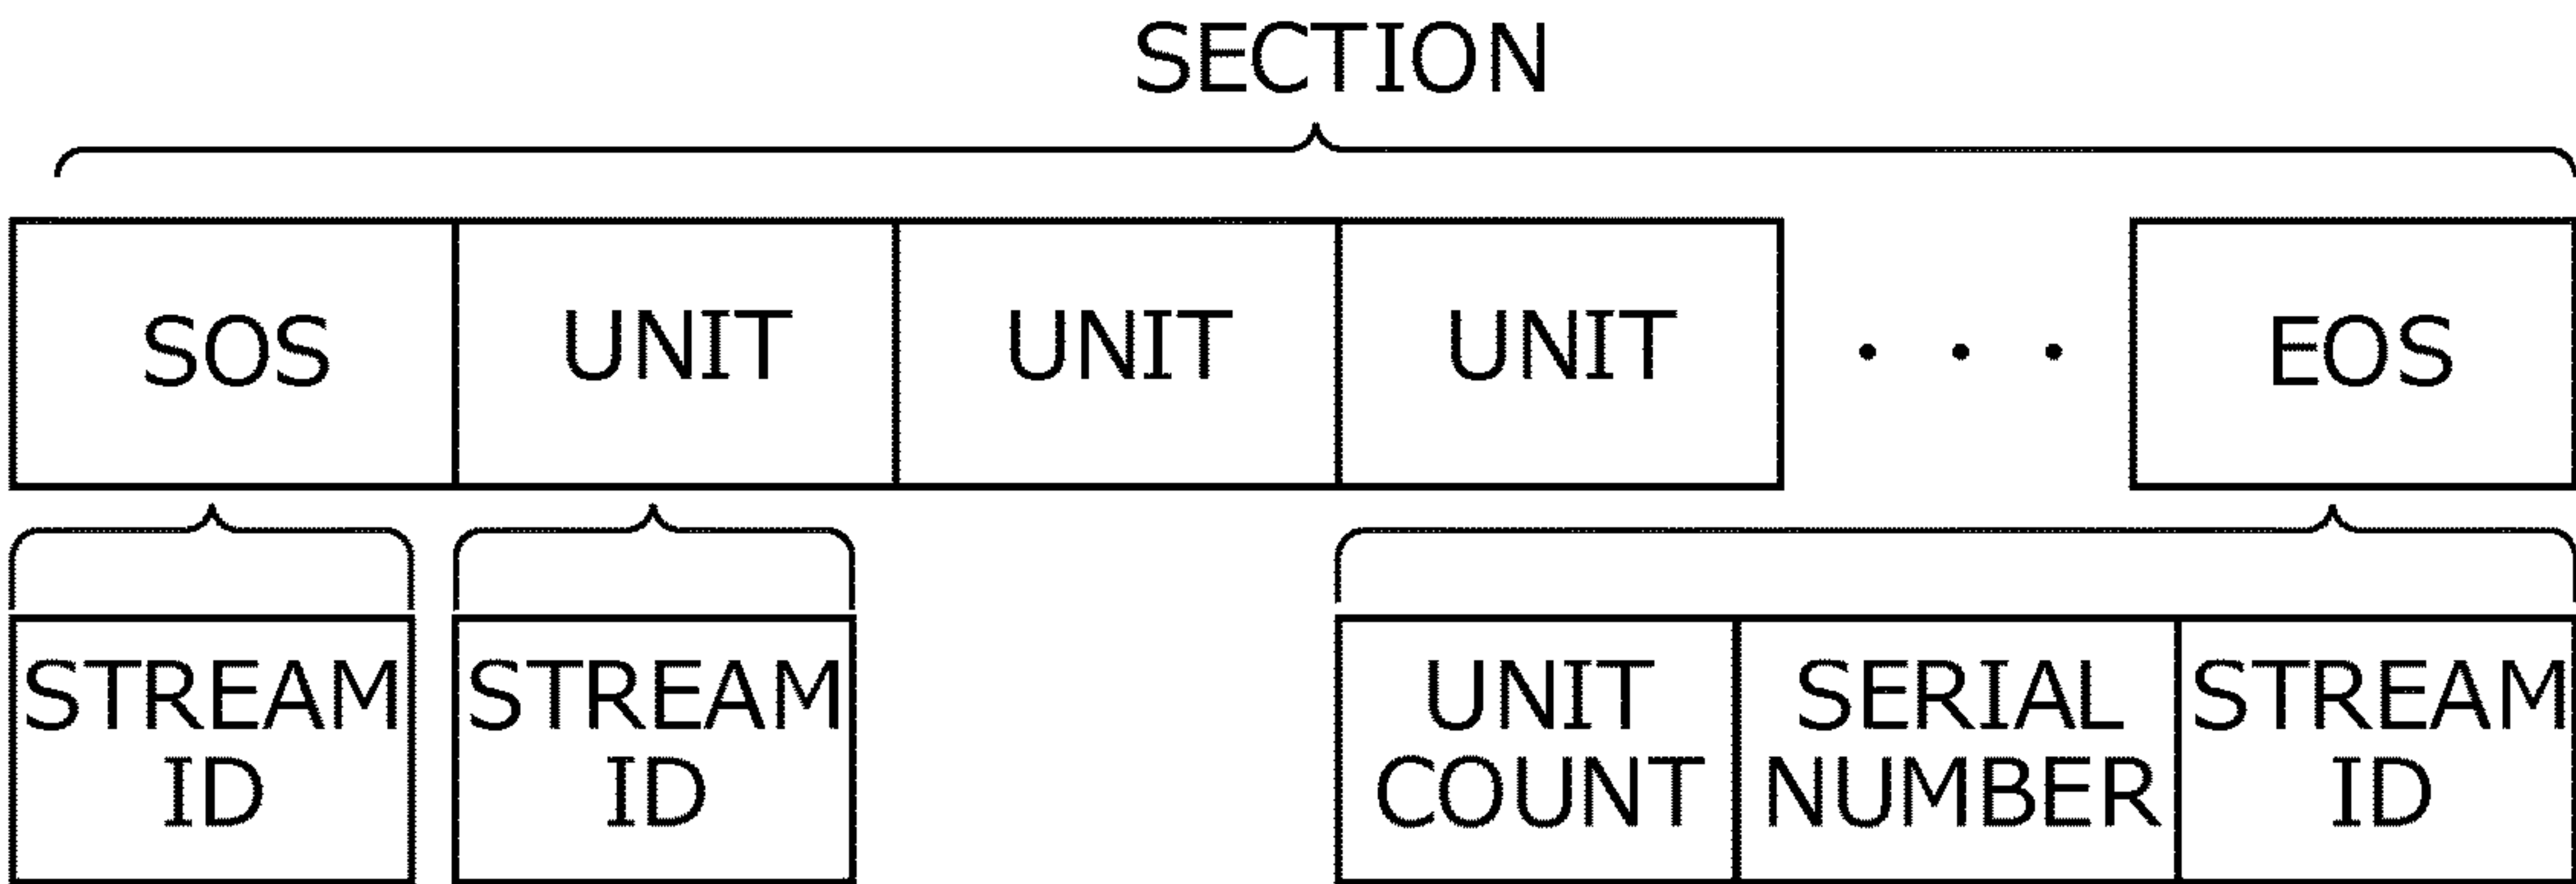 SECTION
SOS UNIT UNIT UNIT . . . EOS
STREAM ID
STREAM ID
UNIT COUNT
SERIAL NUMBER
STREAM ID